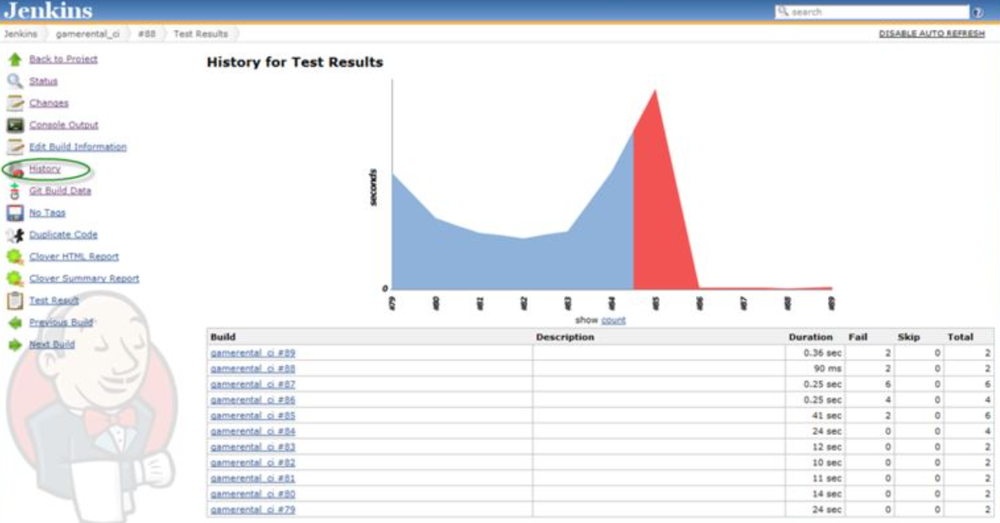 Jenkins
search
Jenkins gamerental_ci #88 Test Results
DISABLE AUTO REFRESH
Back to Project
Status
Changes
Console Output
Edit Build Information
History
Git Build Data
No Tags
Duplicate Code
Clover HTML Report
Clover Summary Report
Test Result
Previous Build
Next Build
History for Test Results
seconds
0
#79 #80 #81 #82 #83 #84 #85 #86 #87 #88 #89
show count
Build Description Duration Fail Skip Total
gamerental_ci #89 0.36 sec 2 0 2
gamerental_ci #88 90 ms 2 0 2
gamerental_ci #87 0.25 sec 6 0 6
gamerental_ci #86 0.25 sec 4 0 4
gamerental_ci #85 41 sec 2 0 6
gamerental_ci #84 24 sec 0 0 4
gamerental_ci #83 12 sec 0 0 2
gamerental_ci #82 10 sec 0 0 2
gamerental_ci #81 11 sec 0 0 2
gamerental_ci #80 14 sec 0 0 2
gamerental_ci #79 24 sec 0 0 2